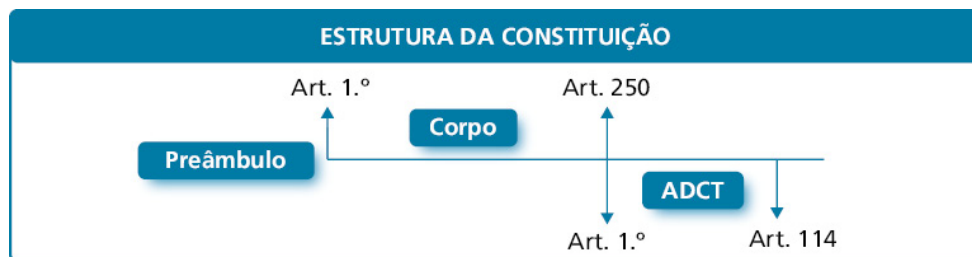 ESTRUTURA DA CONSTITUIÇÃO
Art. 1.º
Art. 250
Corpo
Preâmbulo
ADCT
Art. 1.º
Art. 114